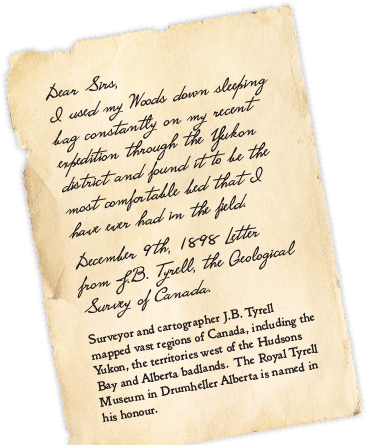 Dear Sirs,
I used my Woods down sleeping
bag constantly on my recent
expedition through the Yukon
district and found it to be the
most comfortable bed that I
have ever had in the field.
December 9th, 1898 Letter
from J.B. Tyrell, the Geological
Survey of Canada.
Surveyor and cartographer J.B. Tyrell
mapped vast regions of Canada, including the
Yukon, the territories west of the Hudsons
Bay and Alberta badlands. The Royal Tyrell
Museum in Drumheller Alberta is named in
his honour.